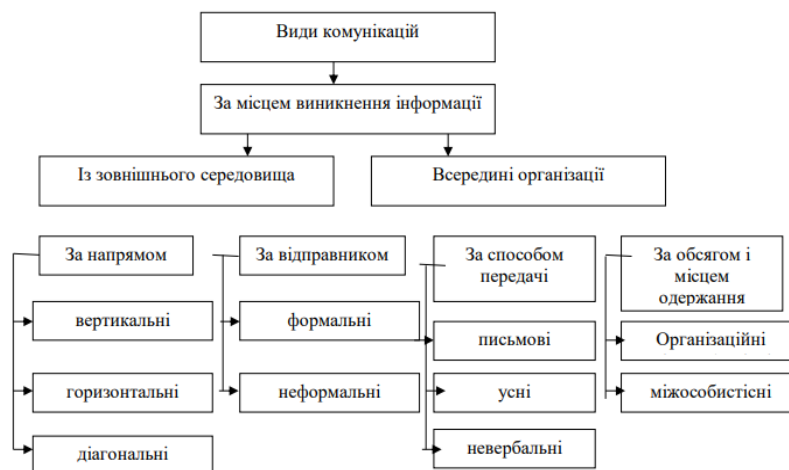 Види комунікацій
За місцем виникнення інформації
Із зовнішнього середовища
Всередині організації
За напрямом
вертикальні
горизонтальні
діагональні
За відправником
формальні
неформальні
За способом
передачі
письмові
усні
невербальні
За обсягом і
місцем
одержання
Організаційні
міжособистісні